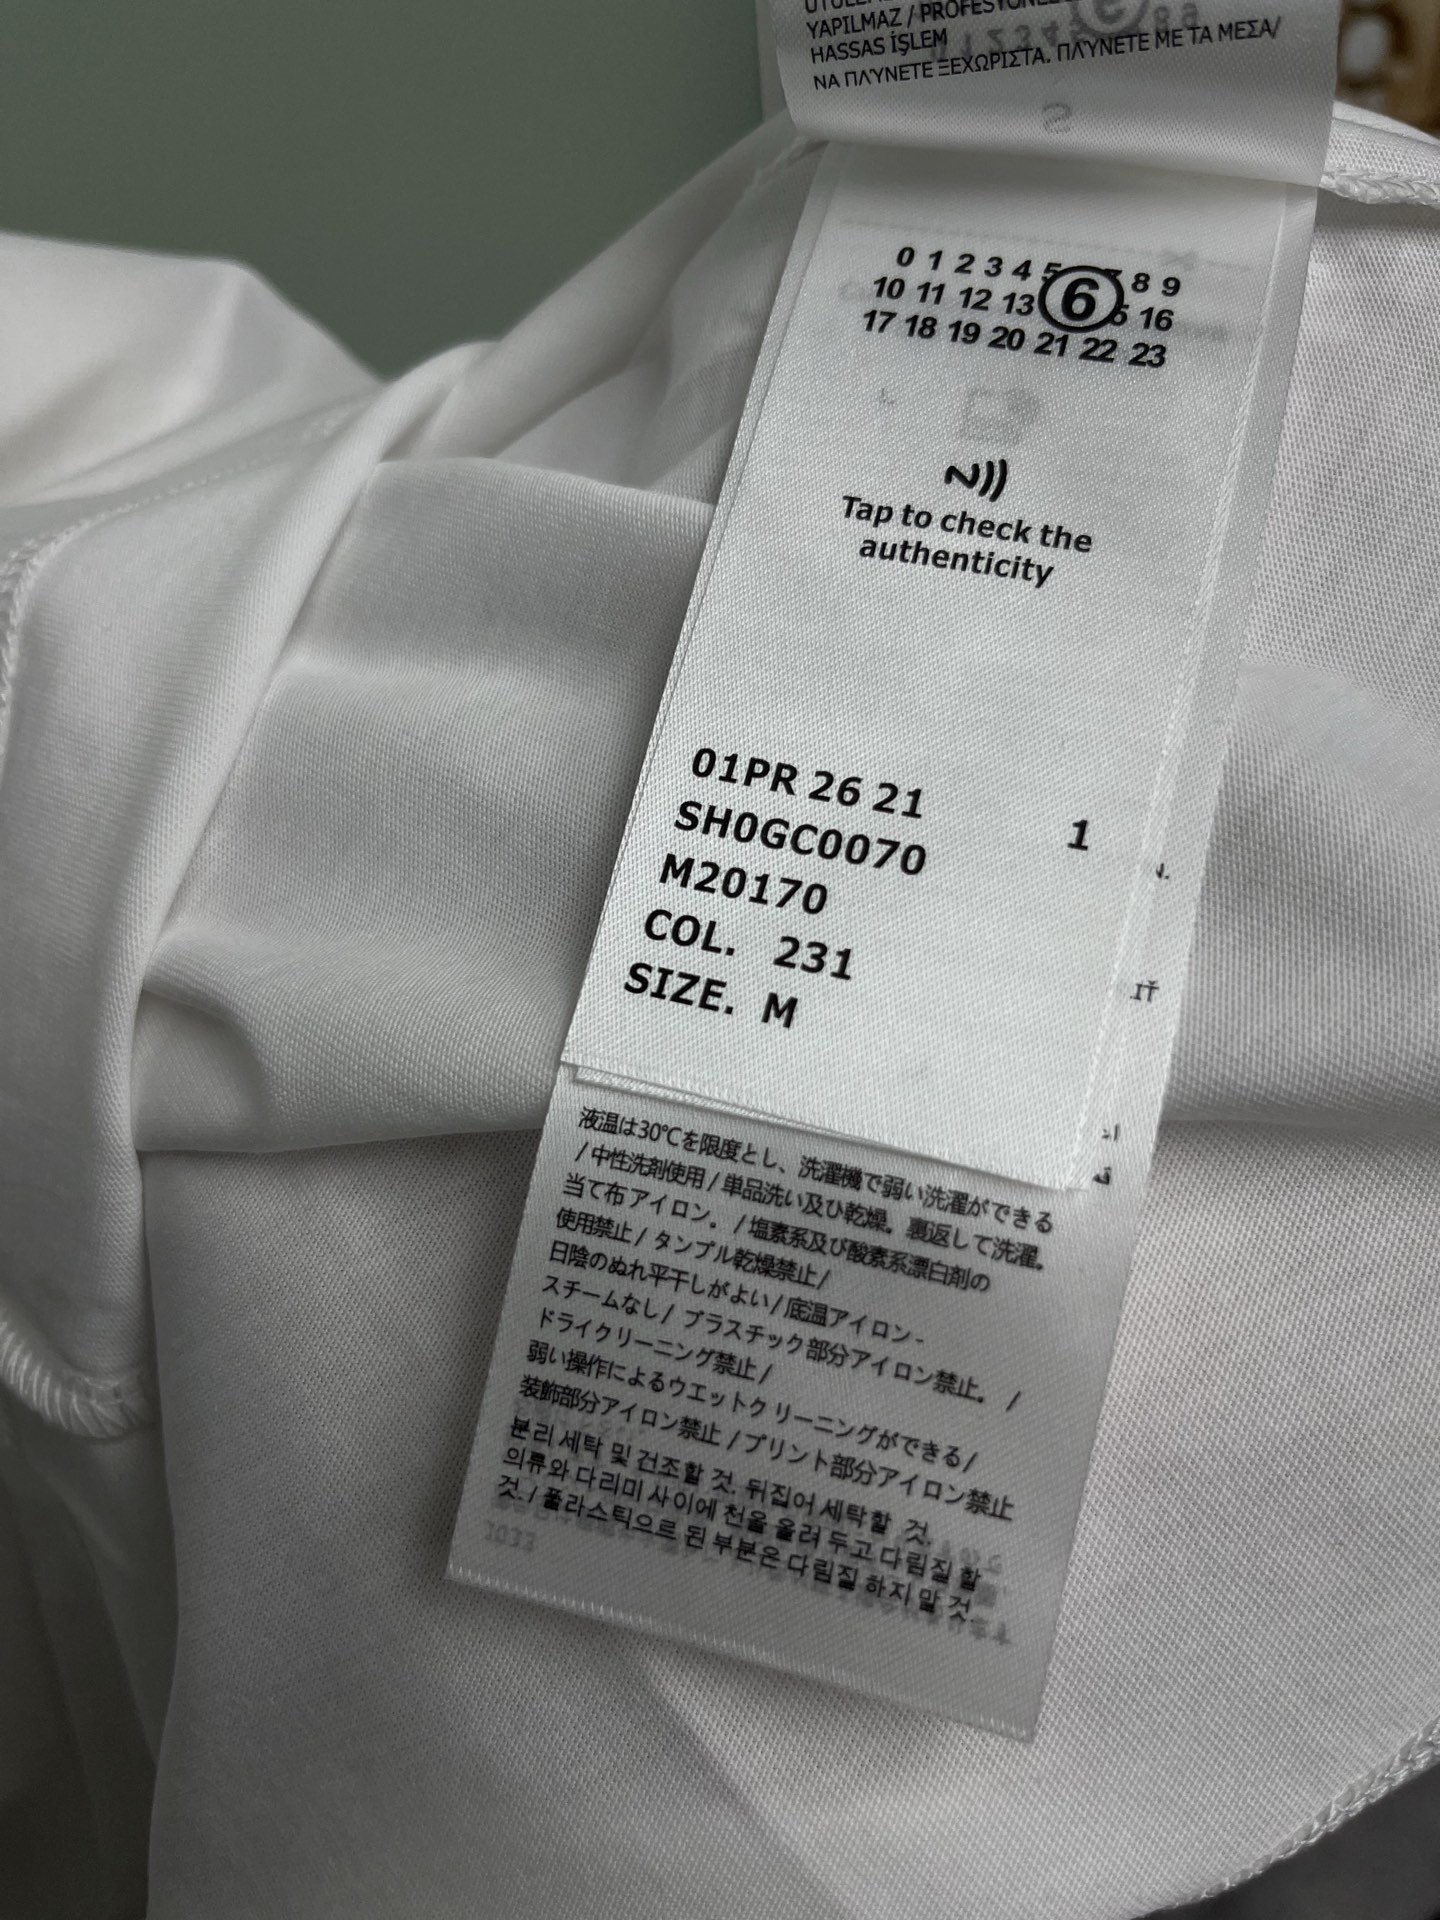 YAPILMAZ / PROFESYONEL
HASSAS İŞLEM
ΝΑ ΠΛΎΝΕΤΕ ΞΕΧΩΡΙΣΤΑ. ΠΛΎΝΕΤΕ ΜΕ ΤΑ ΜΕΣΑ/
0 1 2 3 4 5 7 8 9
10 11 12 13 6 5 16
17 18 19 20 21 22 23
Tap to check the
authenticity
01PR 26 21
SH0GC0070 1
M20170
COL. 231
SIZE. M
液温は30℃を限度とし、洗濯機で弱い洗濯ができる
/ 中性洗剤使用 / 単品洗い及ひ乾燥。裏返して洗濯。
当て布アイロン。 / 塩素系及び酸素系漂白剤の
使用禁止 / タンブル乾燥禁止 /
日陰のぬれ平干しがよい / 底温アイロン -
スチームなし / プラスチック部分アイロン禁止。 /
ドライクリーニング禁止 /
弱い操作によるウエットクリーニングができる/
装飾部分アイロン禁止 / プリント部分アイロン禁止
분리 세탁 및 건조할 것. 뒤집어 세탁할 것.
의류와 다리미 사이에 천을 올려 두고 다림질 할
것. / 플라스틱으로 된 부분은 다림질 하지 말 것.